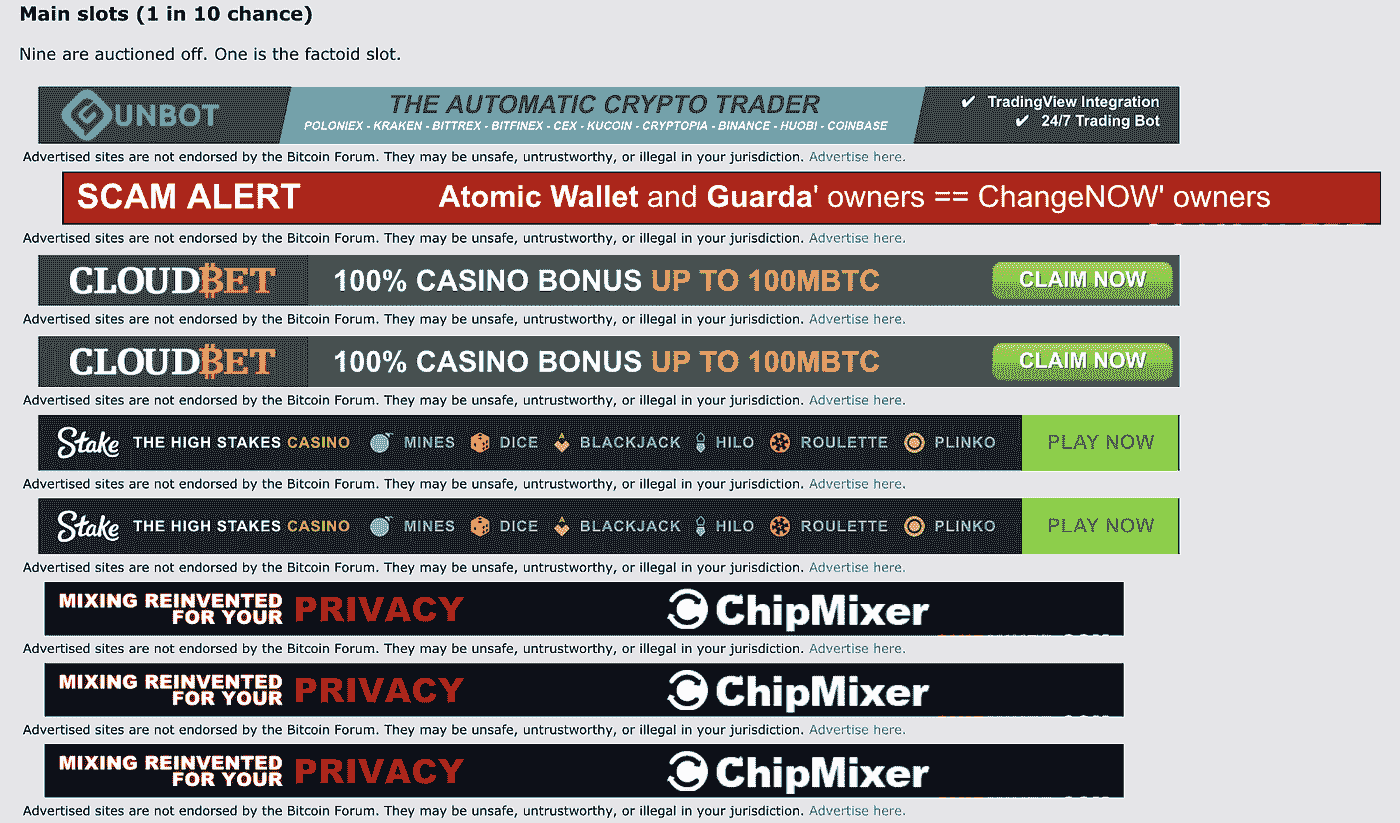 Main slots (1 in 10 chance)
Nine are auctioned off. One is the factoid slot.
GUNBOT THE AUTOMATIC CRYPTO TRADER ✔ TradingView Integration
POLONIEX - KRAKEN - BITTREX - BITFINEX - CEX - KUCOIN - CRYPTOPIA - BINANCE - HUOBI - COINBASE ✔ 24/7 Trading Bot
Advertised sites are not endorsed by the Bitcoin Forum. They may be unsafe, untrustworthy, or illegal in your jurisdiction. Advertise here.
SCAM ALERT Atomic Wallet and Guarda' owners == ChangeNOW' owners
Advertised sites are not endorsed by the Bitcoin Forum. They may be unsafe, untrustworthy, or illegal in your jurisdiction. Advertise here.
CLOUDBET 100% CASINO BONUS UP TO 100MBTC CLAIM NOW
Advertised sites are not endorsed by the Bitcoin Forum. They may be unsafe, untrustworthy, or illegal in your jurisdiction. Advertise here.
CLOUDBET 100% CASINO BONUS UP TO 100MBTC CLAIM NOW
Advertised sites are not endorsed by the Bitcoin Forum. They may be unsafe, untrustworthy, or illegal in your jurisdiction. Advertise here.
Stake THE HIGH STAKES CASINO MINES DICE BLACKJACK HILO ROULETTE PLINKO PLAY NOW
Advertised sites are not endorsed by the Bitcoin Forum. They may be unsafe, untrustworthy, or illegal in your jurisdiction. Advertise here.
Stake THE HIGH STAKES CASINO MINES DICE BLACKJACK HILO ROULETTE PLINKO PLAY NOW
Advertised sites are not endorsed by the Bitcoin Forum. They may be unsafe, untrustworthy, or illegal in your jurisdiction. Advertise here.
MIXING REINVENTED
FOR YOUR PRIVACY ChipMixer
Advertised sites are not endorsed by the Bitcoin Forum. They may be unsafe, untrustworthy, or illegal in your jurisdiction. Advertise here.
MIXING REINVENTED
FOR YOUR PRIVACY ChipMixer
Advertised sites are not endorsed by the Bitcoin Forum. They may be unsafe, untrustworthy, or illegal in your jurisdiction. Advertise here.
MIXING REINVENTED
FOR YOUR PRIVACY ChipMixer
Advertised sites are not endorsed by the Bitcoin Forum. They may be unsafe, untrustworthy, or illegal in your jurisdiction. Advertise here.